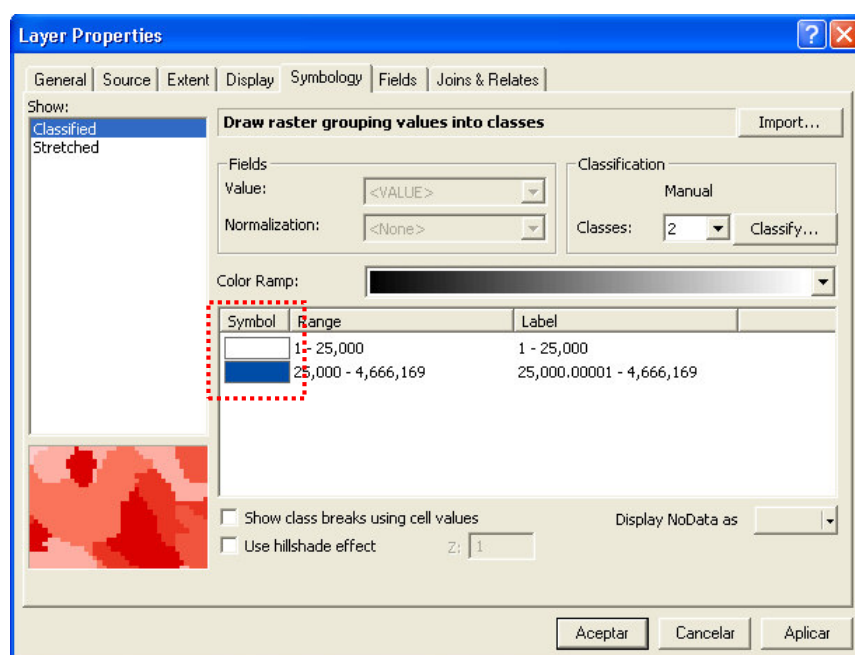 Layer Properties
General Source Extent Display Symbology Fields Joins & Relates
Show:
Classified
Stretched
Draw raster grouping values into classes
Import...
Fields
Value:
<VALUE>
Normalization:
<None>
Classification
Manual
Classes:
2
Classify...
Color Ramp:
Symbol Range Label
1 - 25,000 1 - 25,000
25,000 - 4,666,169 25,000.00001 - 4,666,169
Show class breaks using cell values
Display NoData as
Use hillshade effect
Z: 1
Aceptar Cancelar Aplicar